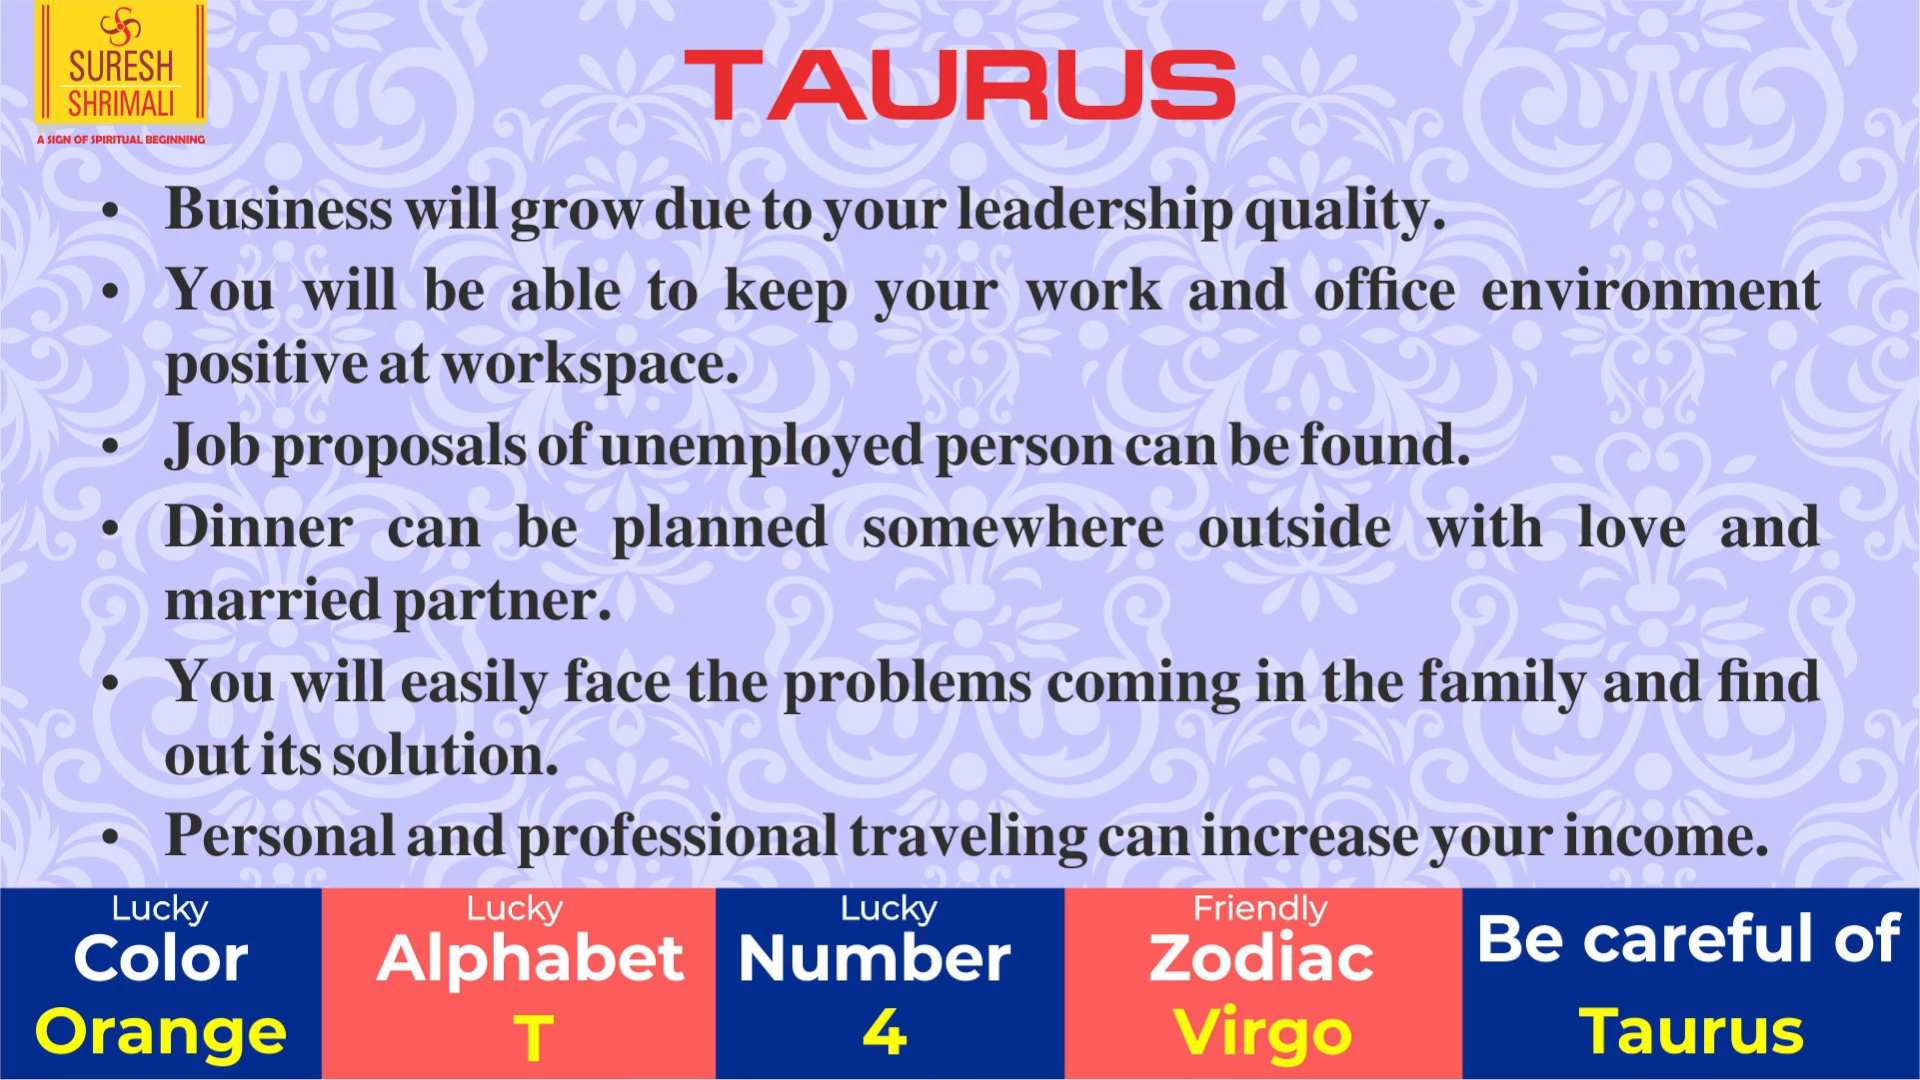 SURESH
SHRIMALI
A SIGN OF SPIRITUAL BEGINNING
TAURUS
• Business will grow due to your leadership quality.
• You will be able to keep your work and office environment
positive at workspace.
• Job proposals of unemployed person can be found.
• Dinner can be planned somewhere outside with love and
married partner.
• You will easily face the problems coming in the family and find
out its solution.
• Personal and professional traveling can increase your income.
Lucky
Color
Orange
Lucky
Alphabet
T
Lucky
Number
4
Friendly
Zodiac
Virgo
Be careful of
Taurus